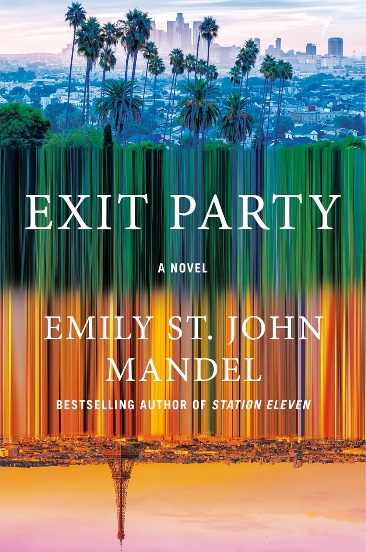 EXIT PARTY
A NOVEL
EMILY ST. JOHN
MANDEL
BESTSELLING AUTHOR OF STATION ELEVEN